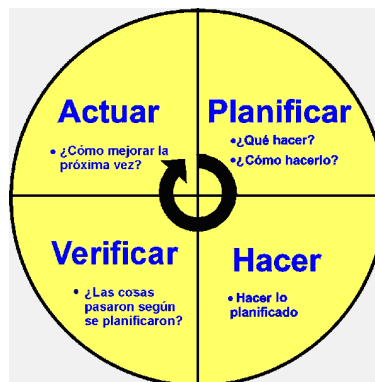 Actuar
• ¿Cómo mejorar la
próxima vez?
Planificar
•¿Qué hacer?
•¿Cómo hacerlo?
Verificar
• ¿Las cosas
pasaron según
se planificaron?
Hacer
• Hacer lo
planificado